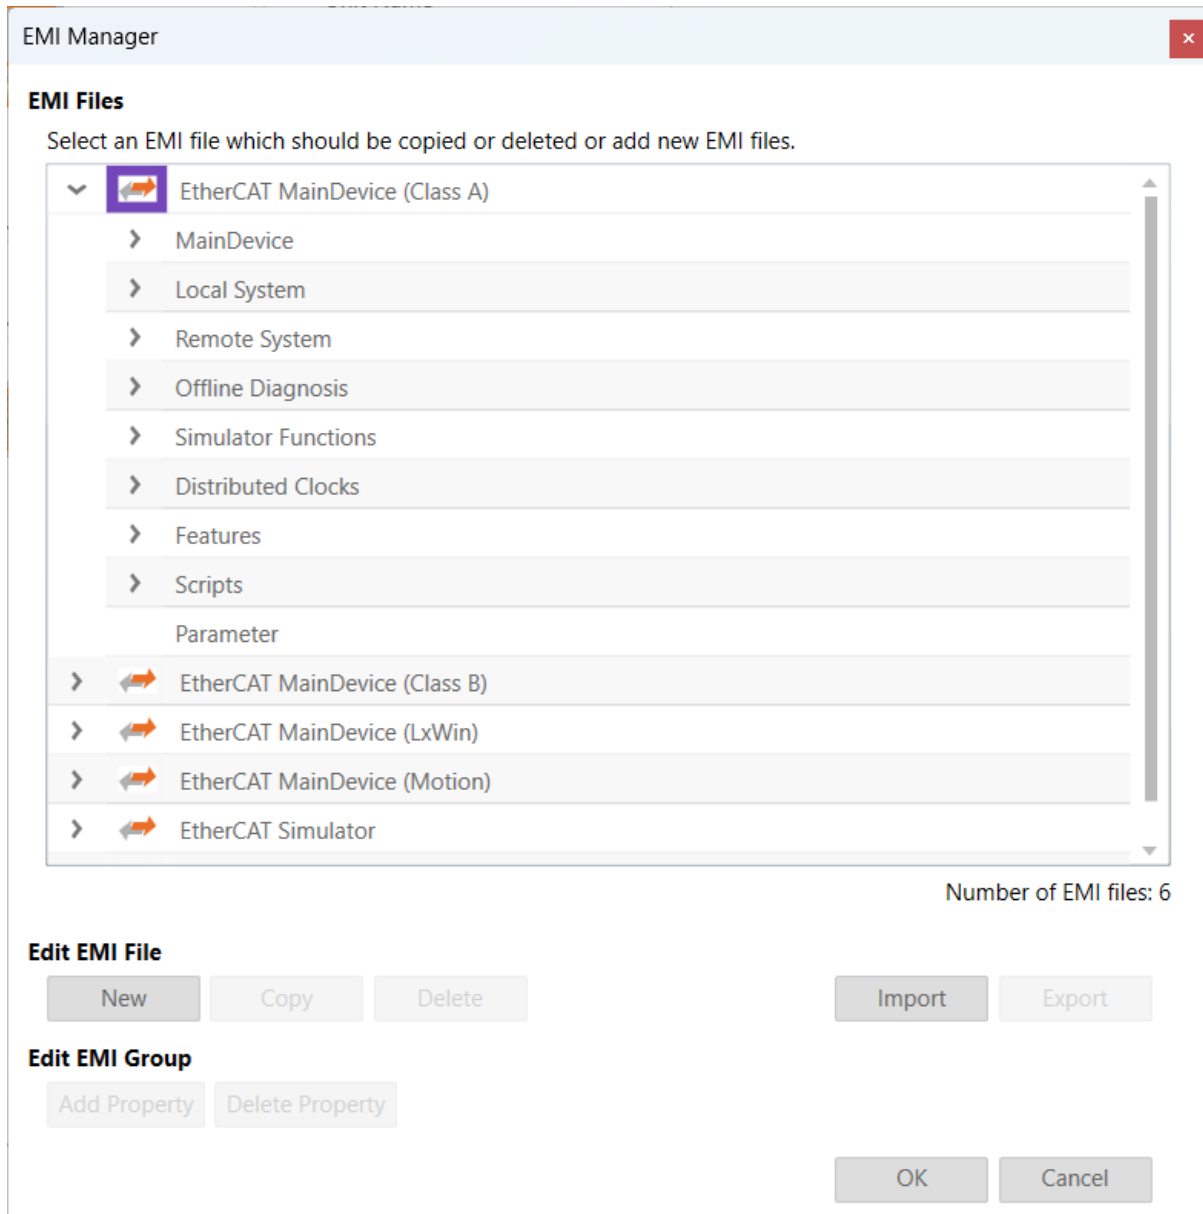 EMI Manager
EMI Files
Select an EMI file which should be copied or deleted or add new EMI files.
EtherCAT MainDevice (Class A)
MainDevice
Local System
Remote System
Offline Diagnosis
Simulator Functions
Distributed Clocks
Features
Scripts
Parameter
EtherCAT MainDevice (Class B)
EtherCAT MainDevice (LxWin)
EtherCAT MainDevice (Motion)
EtherCAT Simulator
Number of EMI files: 6
Edit EMI File
New Copy Delete Import Export
Edit EMI Group
Add Property Delete Property
OK Cancel